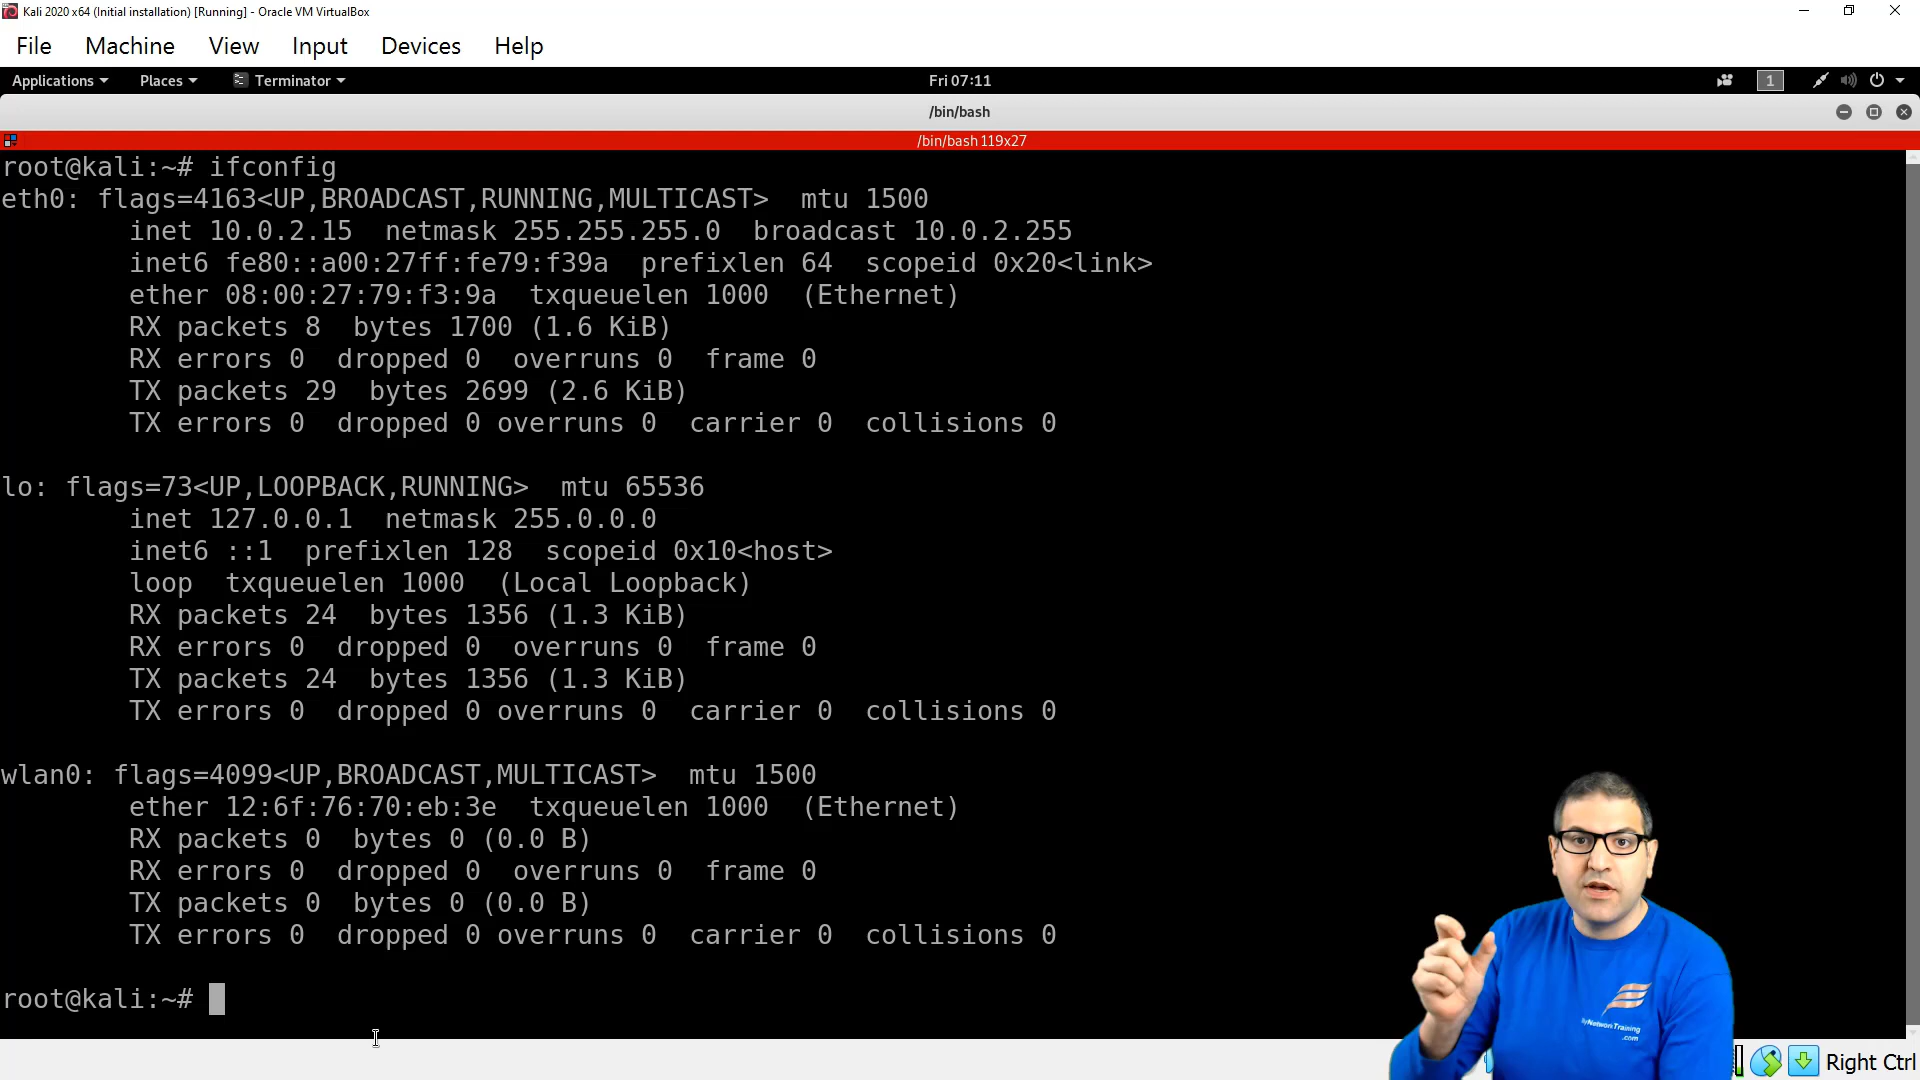 Kali 2020 x64 (Initial installation) [Running] - Oracle VM VirtualBox
File Machine View Input Devices Help
Applications Places Terminator Fri 07:11 1
/bin/bash
/bin/bash 119x27
root@kali:~# ifconfig
eth0: flags=4163<UP,BROADCAST,RUNNING,MULTICAST>  mtu 1500
        inet 10.0.2.15  netmask 255.255.255.0  broadcast 10.0.2.255
        inet6 fe80::a00:27ff:fe79:f39a  prefixlen 64  scopeid 0x20<link>
        ether 08:00:27:79:f3:9a  txqueuelen 1000  (Ethernet)
        RX packets 8  bytes 1700 (1.6 KiB)
        RX errors 0  dropped 0  overruns 0  frame 0
        TX packets 29  bytes 2699 (2.6 KiB)
        TX errors 0  dropped 0 overruns 0  carrier 0  collisions 0
lo: flags=73<UP,LOOPBACK,RUNNING>  mtu 65536
        inet 127.0.0.1  netmask 255.0.0.0
        inet6 ::1  prefixlen 128  scopeid 0x10<host>
        loop  txqueuelen 1000  (Local Loopback)
        RX packets 24  bytes 1356 (1.3 KiB)
        RX errors 0  dropped 0  overruns 0  frame 0
        TX packets 24  bytes 1356 (1.3 KiB)
        TX errors 0  dropped 0 overruns 0  carrier 0  collisions 0
wlan0: flags=4099<UP,BROADCAST,MULTICAST>  mtu 1500
        ether 12:6f:76:70:eb:3e  txqueuelen 1000  (Ethernet)
        RX packets 0  bytes 0 (0.0 B)
        RX errors 0  dropped 0  overruns 0  frame 0
        TX packets 0  bytes 0 (0.0 B)
        TX errors 0  dropped 0 overruns 0  carrier 0  collisions 0
root@kali:~#
MyNetworkTraining
.com
Right Ctrl